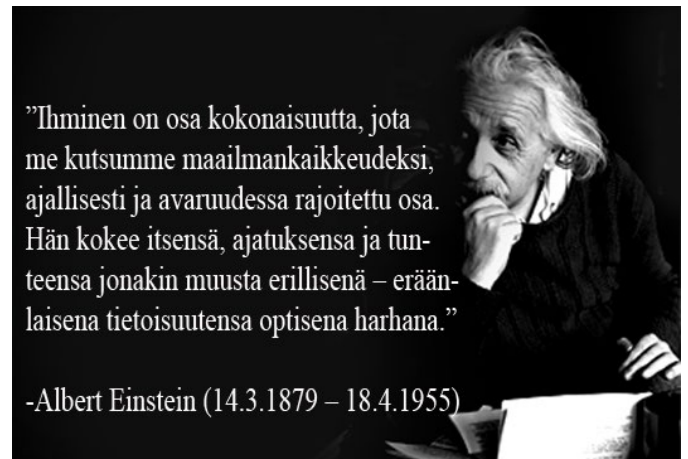 ”Ihminen on osa kokonaisuutta, jota
me kutsumme maailmankaikkeudeksi,
ajallisesti ja avaruudessa rajoitettu osa.
Hän kokee itsensä, ajatuksensa ja tun-
teensa jonakin muusta erillisenä – erään-
laisena tietoisuutensa optisena harhana.”
-Albert Einstein (14.3.1879 – 18.4.1955)